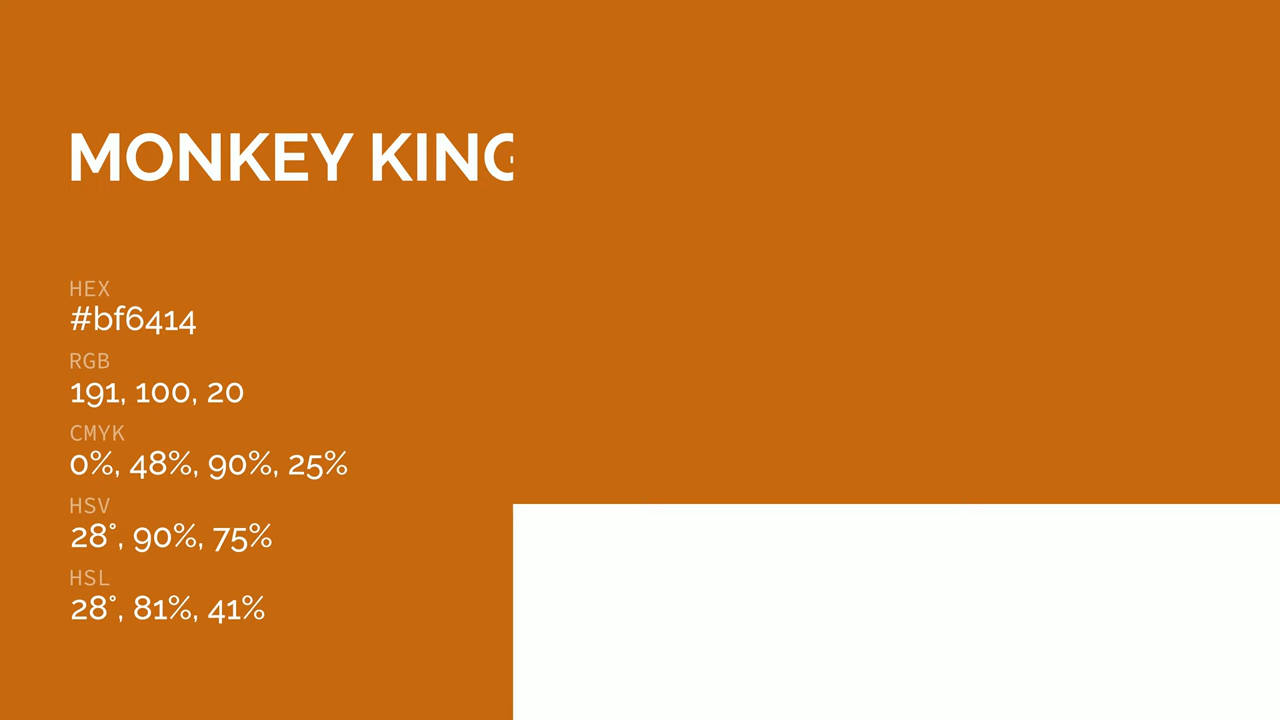 MONKEY KING
HEX
#bf6414
RGB
191, 100, 20
CMYK
0%, 48%, 90%, 25%
HSV
28°, 90%, 75%
HSL
28°, 81%, 41%